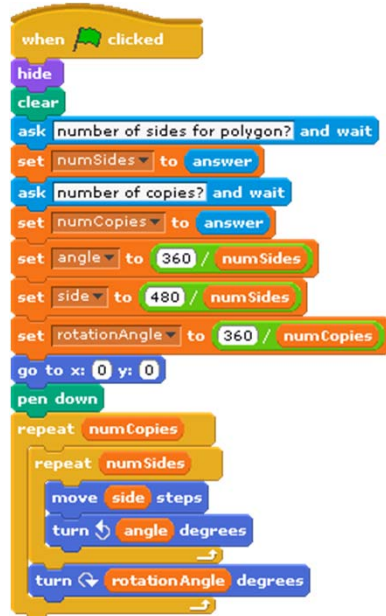 when clicked
hide
clear
ask number of sides for polygon? and wait
set numSides to answer
ask number of copies? and wait
set numCopies to answer
set angle to 360 / numSides
set side to 480 / numSides
set rotationAngle to 360 / numCopies
go to x: 0 y: 0
pen down
repeat numCopies
repeat numSides
move side steps
turn angle degrees
turn rotationAngle degrees